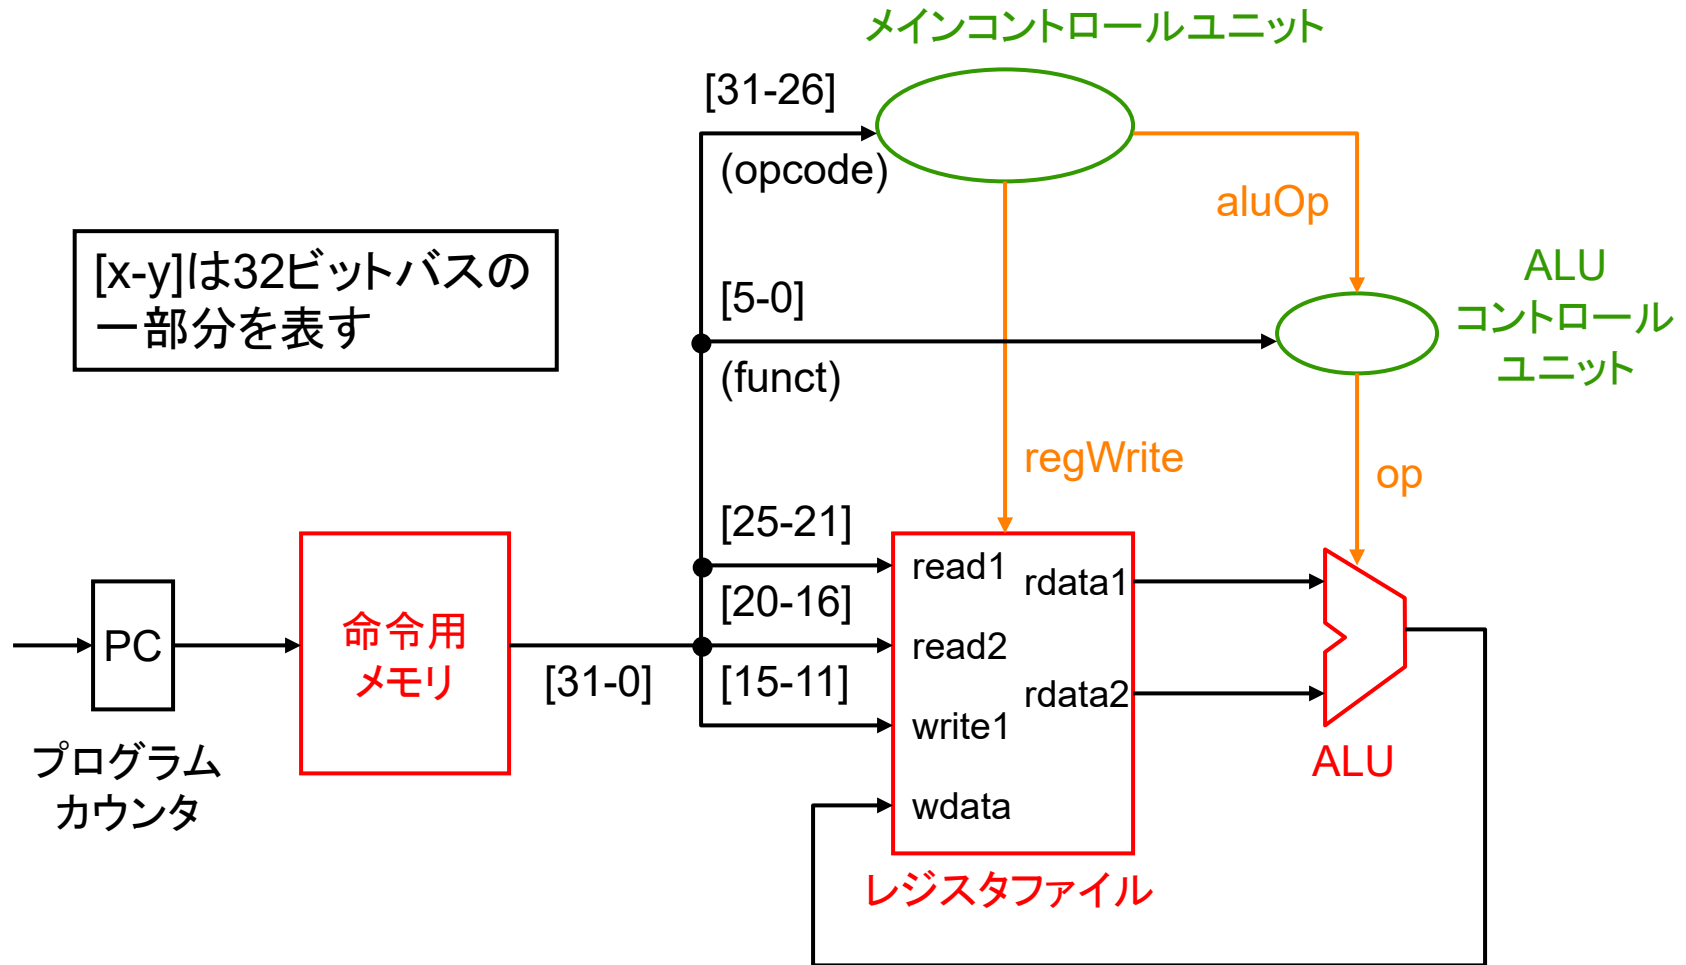 メインコントロールユニット
[31-26]
(opcode)
aluOp
[x-y]は32ビットバスの
一部分を表す
[5-0]
(funct)
ALU
コントロール
ユニット
regWrite
op
[25-21]
[20-16]
[15-11]
[31-0]
PC
プログラム
カウンタ
命令用
メモリ
read1
read2
write1
wdata
rdata1
rdata2
レジスタファイル
ALU